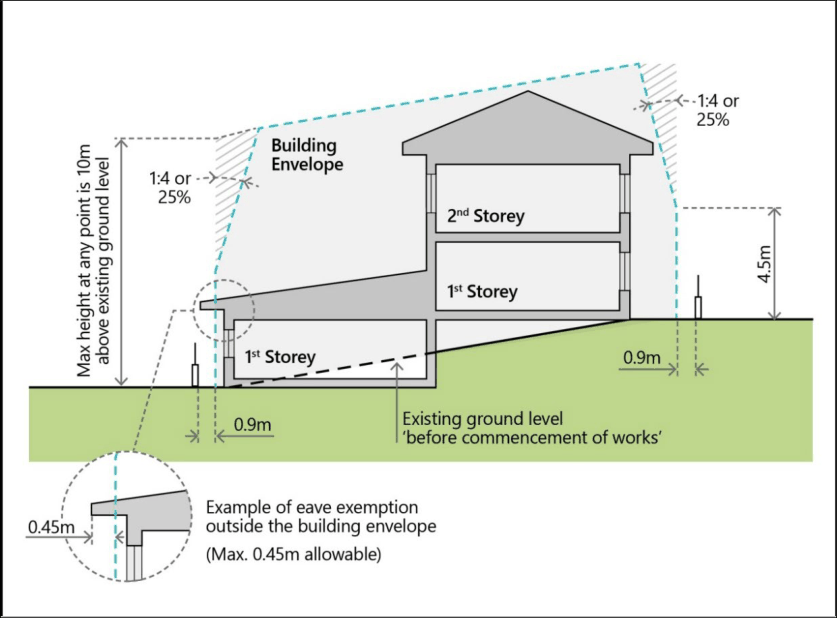 Building
Envelope
1:4 or
25%
1:4 or
25%
Max height at any point is 10m
above existing ground level
2nd Storey
1st Storey
4.5m
1st Storey
0.9m
0.9m
Existing ground level
‘before commencement of works’
Example of eave exemption
outside the building envelope
0.45m
(Max. 0.45m allowable)